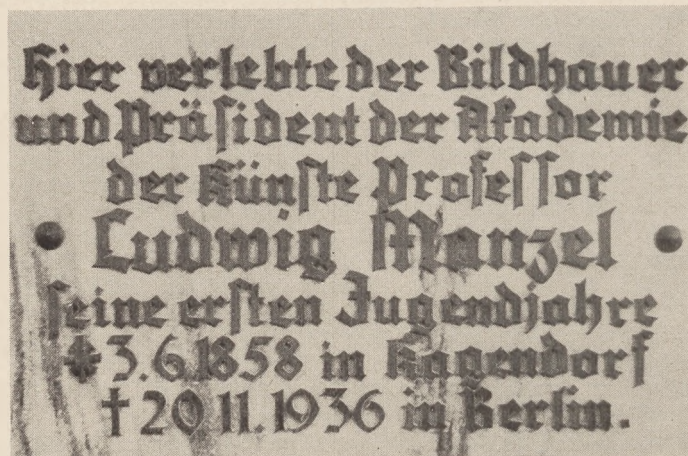 Hier verlebte der Bildhauer
und Präsident der Akademie
der Künste Professor
Ludwig Manzel
seine ersten Jugendjahre
* 3.6.1858 in Kagendorf
† 20.11.1936 in Berlin.